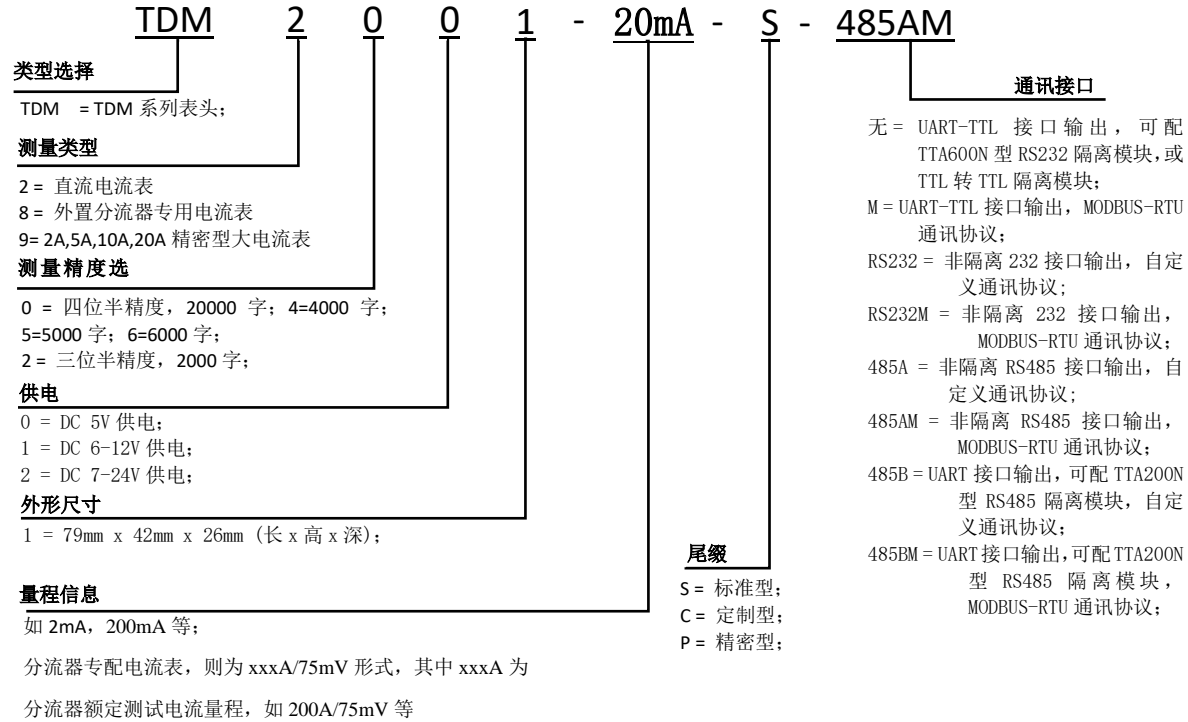 TDM 2 0 0 1 - 20mA - S - 485AM
类型选择
TDM = TDM 系列表头；
测量类型
2 = 直流电流表
8 = 外置分流器专用电流表
9= 2A,5A,10A,20A 精密型大电流表
测量精度选
0 = 四位半精度，20000 字；4=4000 字；
5=5000 字；6=6000 字；
2 = 三位半精度，2000 字；
供电
0 = DC 5V 供电；
1 = DC 6-12V 供电；
2 = DC 7-24V 供电；
外形尺寸
1 = 79mm x 42mm x 26mm (长 x 高 x 深)；
量程信息
如 2mA，200mA 等；
分流器专配电流表，则为 xxxA/75mV 形式，其中 xxxA 为
分流器额定测试电流量程，如 200A/75mV 等
尾缀
S = 标准型；
C = 定制型；
P = 精密型；
通讯接口
无 = UART-TTL 接口输出，可配
TTA600N 型 RS232 隔离模块，或
TTL 转 TTL 隔离模块；
M = UART-TTL 接口输出，MODBUS-RTU
通讯协议；
RS232 = 非隔离 232 接口输出，自定
义通讯协议；
RS232M = 非隔离 232 接口输出，
MODBUS-RTU 通讯协议；
485A = 非隔离 RS485 接口输出，自
定义通讯协议；
485AM = 非隔离 RS485 接口输出，
MODBUS-RTU 通讯协议；
485B = UART 接口输出，可配 TTA200N
型 RS485 隔离模块，自定
义通讯协议；
485BM = UART 接口输出，可配 TTA200N
型 RS485 隔离模块，
MODBUS-RTU 通讯协议；